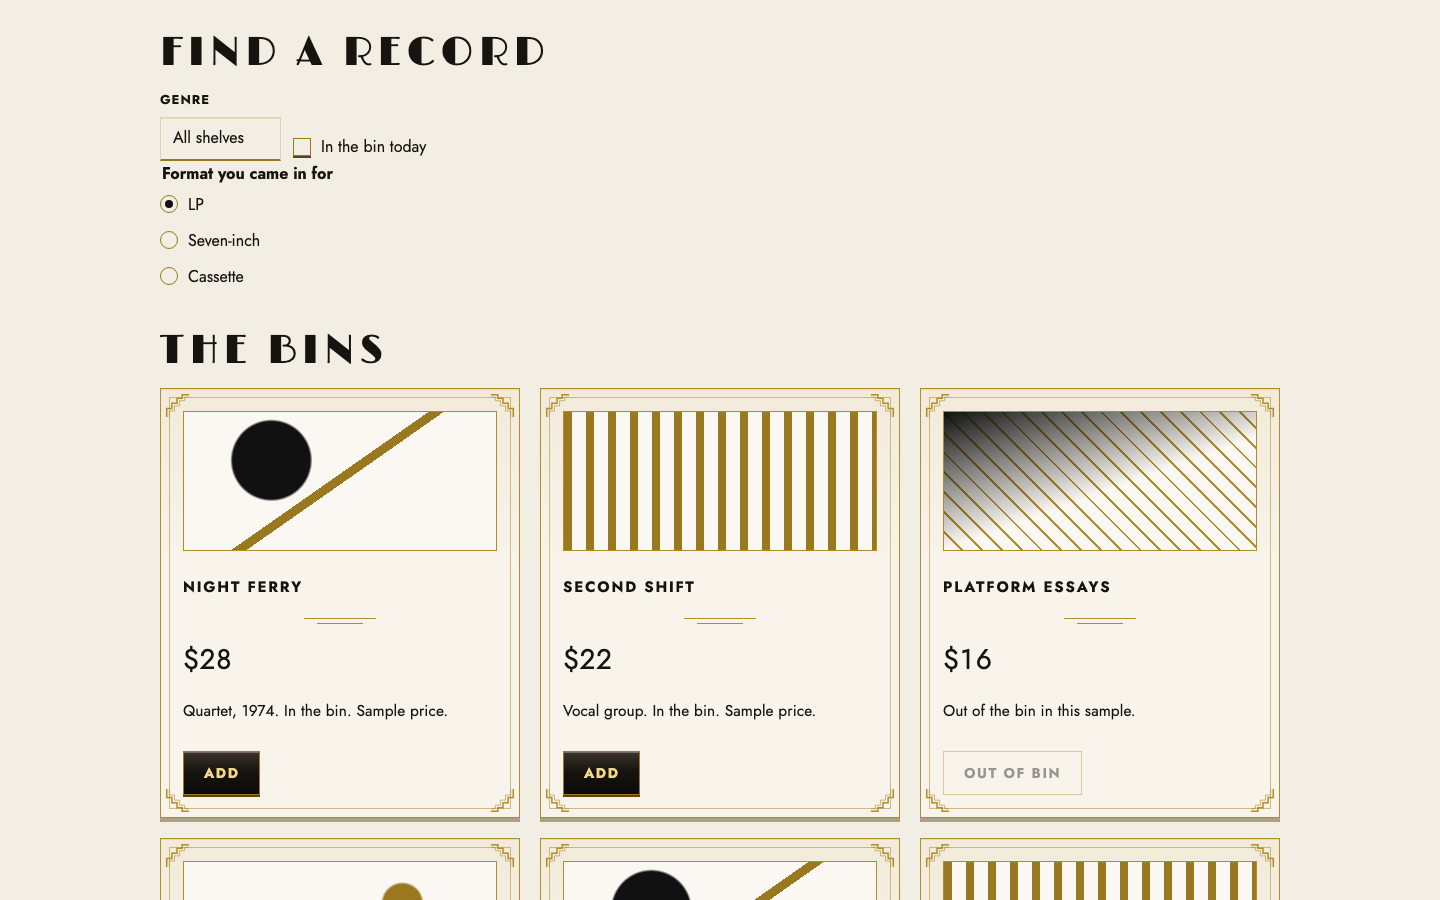 FIND A RECORD
GENRE
All shelves
In the bin today
Format you came in for
LP
Seven-inch
Cassette
THE BINS
NIGHT FERRY
$28
Quartet, 1974. In the bin. Sample price.
ADD
SECOND SHIFT
$22
Vocal group. In the bin. Sample price.
ADD
PLATFORM ESSAYS
$16
Out of the bin in this sample.
OUT OF BIN